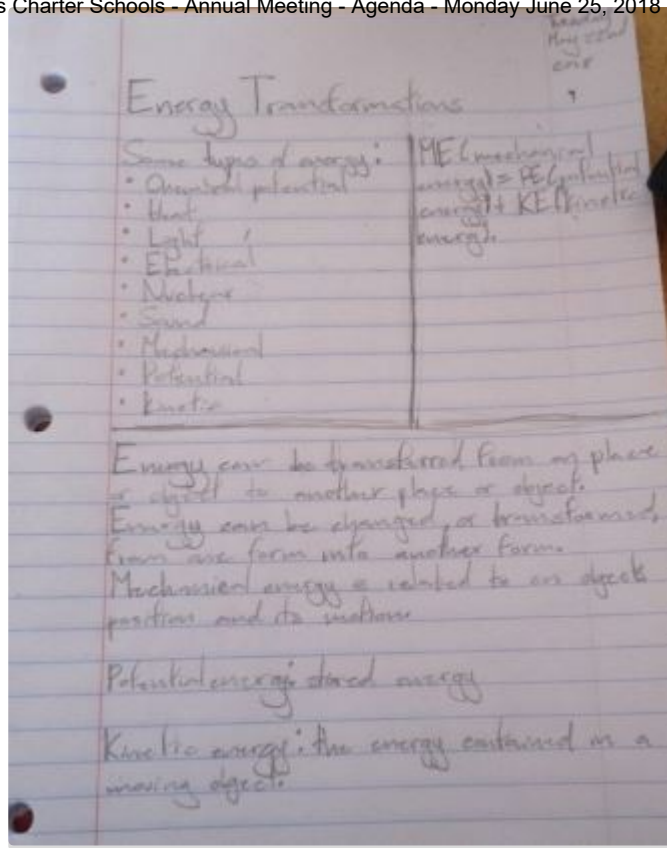 s Charter Schools - Annual Meeting - Agenda - Monday June 25, 2018
May 22nd
Energy Transformations
Some types of energy:
• Chemical potential
• Heat
• Light
• Electrical
• Nuclear
• Sound
• Mechanical
• Potential
• Kinetic
ME (mechanical
energy) = PE (potential
energy) + KE (kinetic
energy).
Energy can be transferred from on place
or object to another place or object.
Energy can be changed, or transformed,
from one form into another form.
Mechanical energy is related to an objects
position and its motion
Potential energy: stored energy
Kinetic energy: the energy contained in a
moving object.